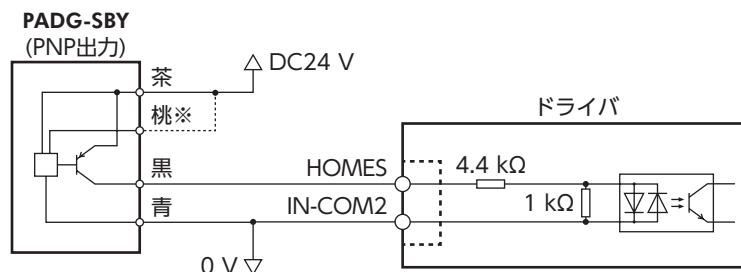 PADG-SBY
(PNP出力)
茶
DC24 V
桃※
ドライバ
黒
HOMES
4.4 kΩ
青
IN-COM2
1 kΩ
0 V